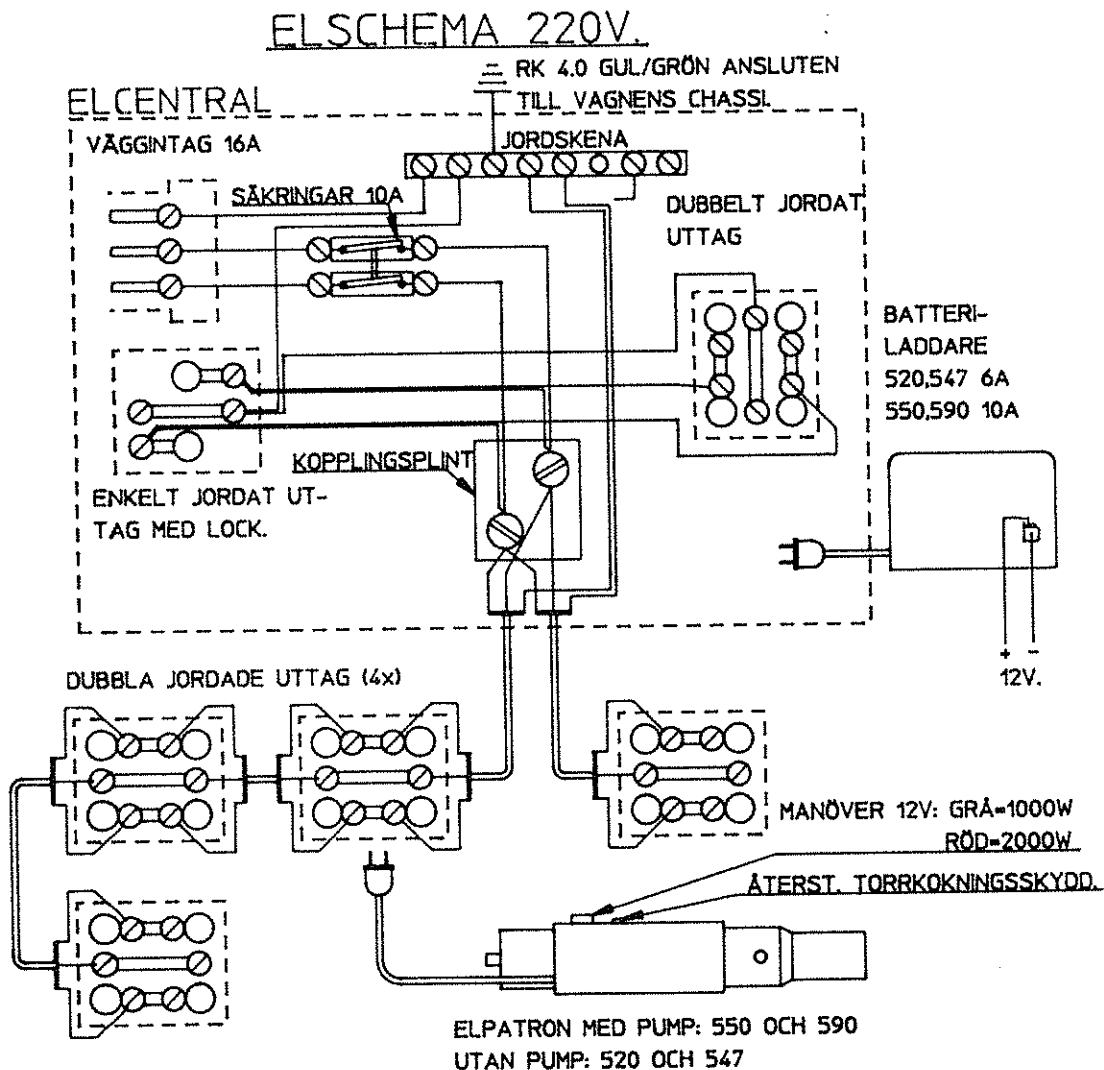 ELSCHEMA 220V.
RK 4.0 GUL/GRÖN ANSLUTEN
TILL VAGNENS CHASSI.
ELCENTRAL
VÄGGINTAG 16A
JORDSKENA
SÄKRINGAR 10A
DUBBELT JORDAT
UTTAG
BATTERI-
LADDARE
520,547 6A
550,590 10A
KOPPLINGSPLINT
ENKELT JORDAT UT-
TAG MED LOCK.
+ -
12V.
DUBBLA JORDADE UTTAG (4x)
MANÖVER 12V: GRÅ=1000W
RÖD=2000W
ÅTERST. TORRKOKNINGSSKYDD.
ELPATRON MED PUMP: 550 OCH 590
UTAN PUMP: 520 OCH 547